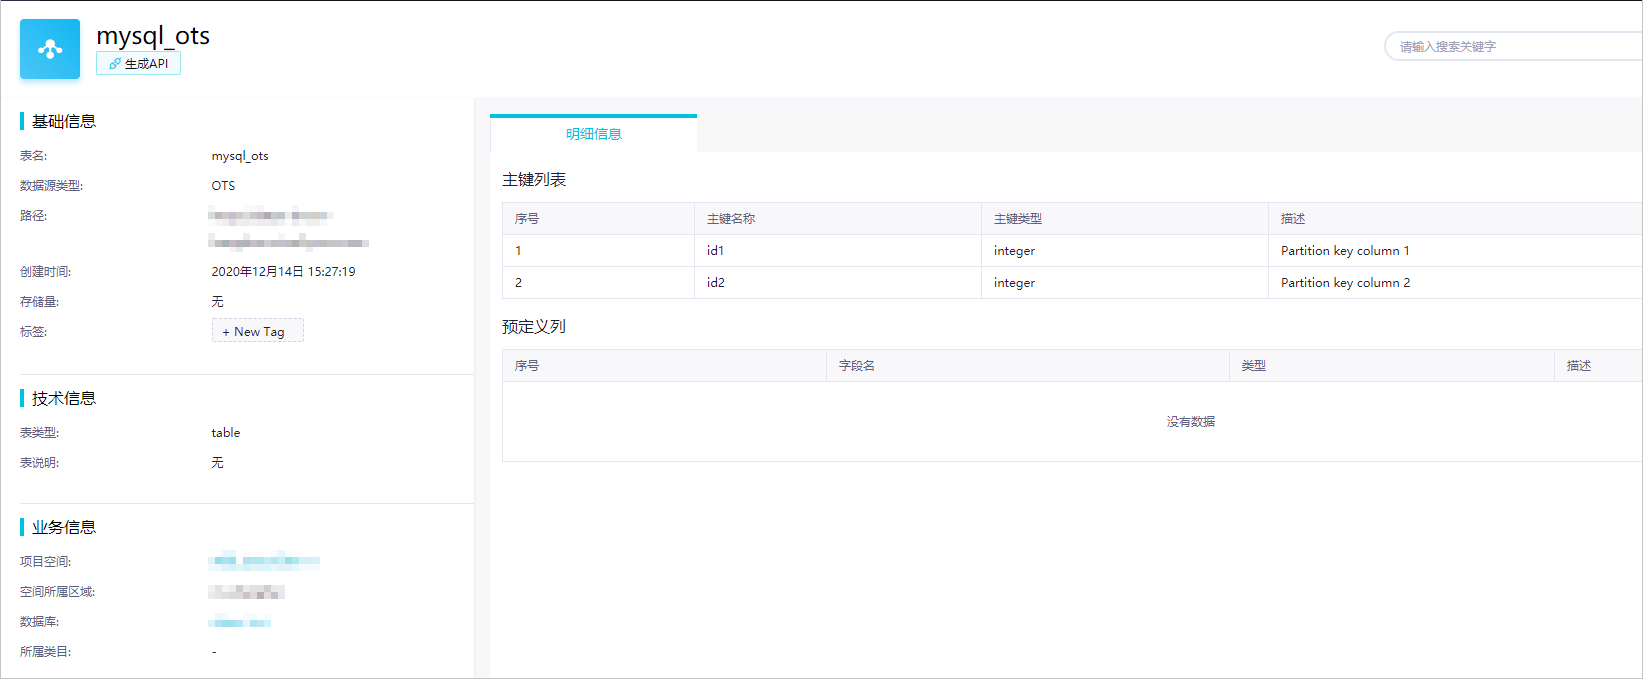 mysql_ots
生成API
请输入搜索关键字
基础信息
表名: mysql_ots
数据源类型: OTS
路径:
创建时间: 2020年12月14日 15:27:19
存储量: 无
标签: + New Tag
技术信息
表类型: table
表说明: 无
业务信息
项目空间:
空间所属区域:
数据库:
所属类目: -
明细信息
主键列表
序号 主键名称 主键类型 描述
1 id1 integer Partition key column 1
2 id2 integer Partition key column 2
预定义列
序号 字段名 类型 描述
没有数据